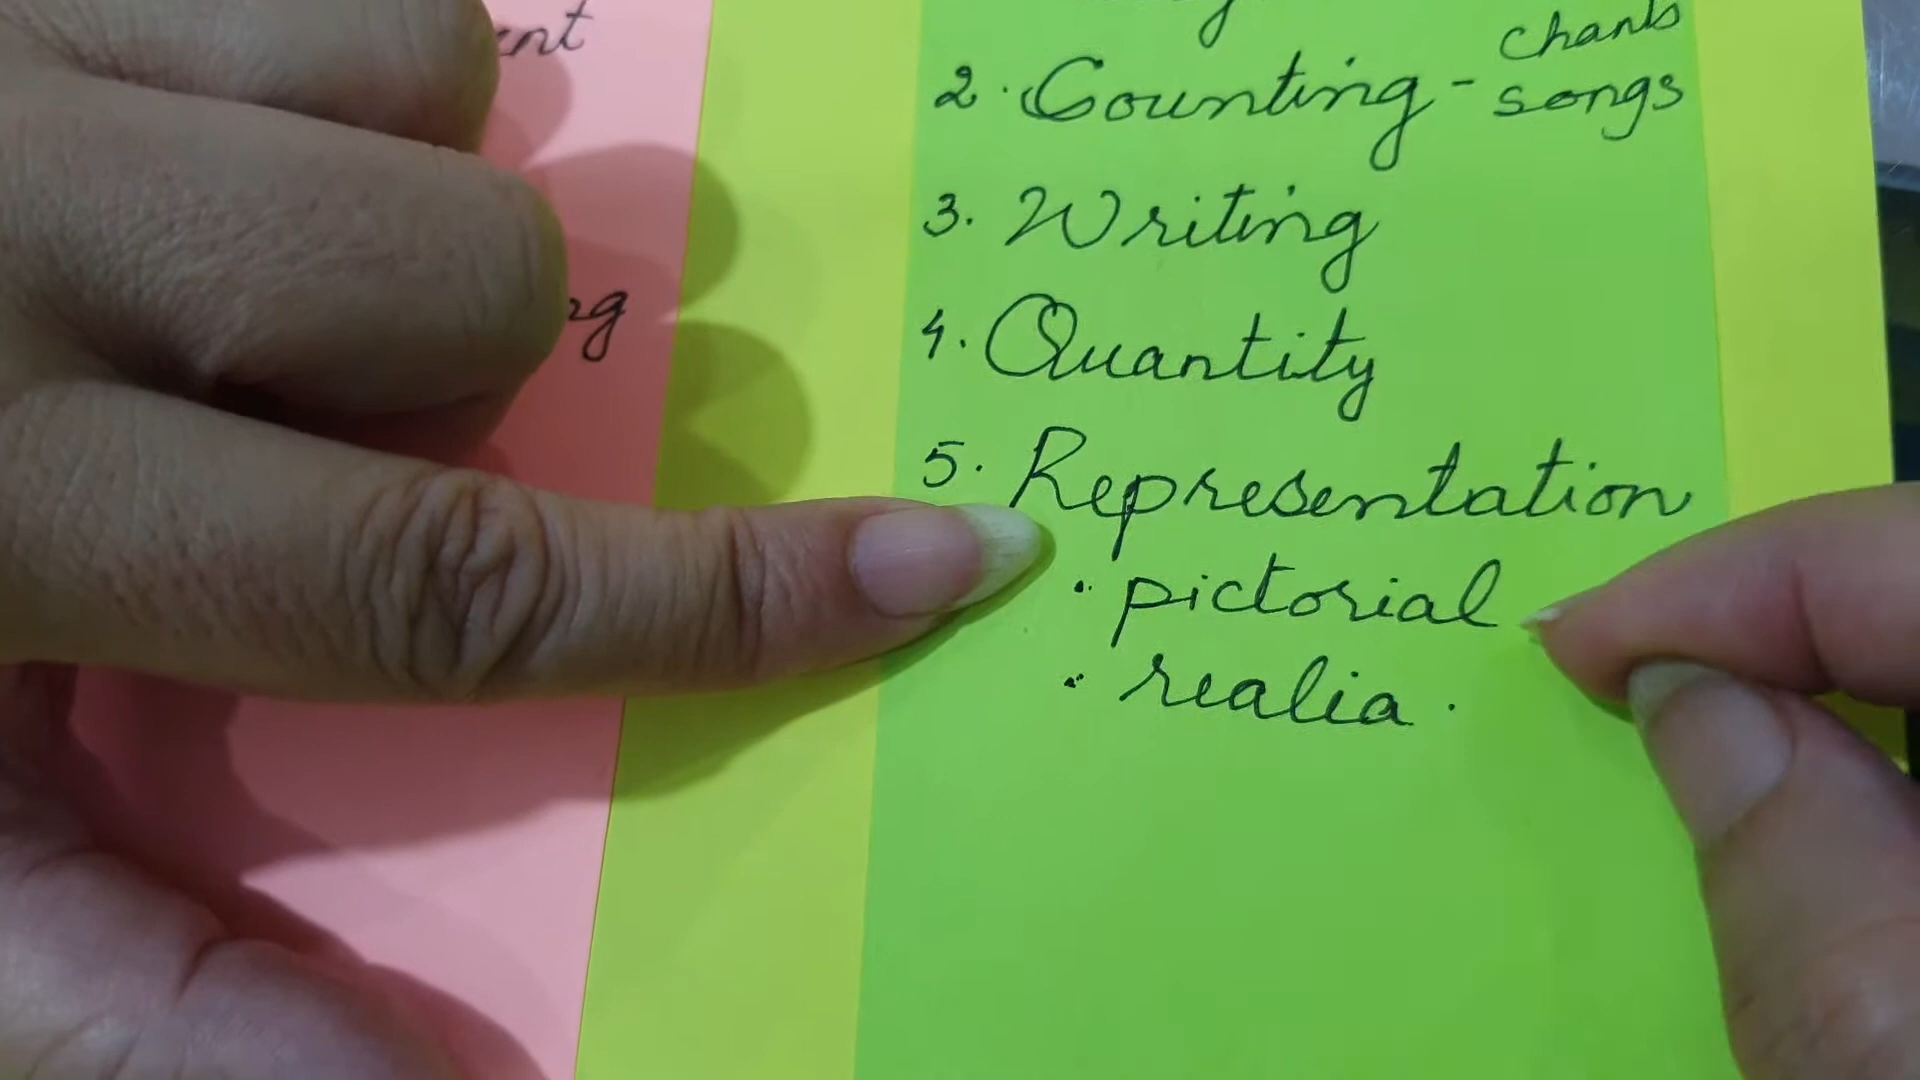 chants
2. Counting - songs
3. Writing
4. Quantity
5. Representation
• pictorial
• realia.